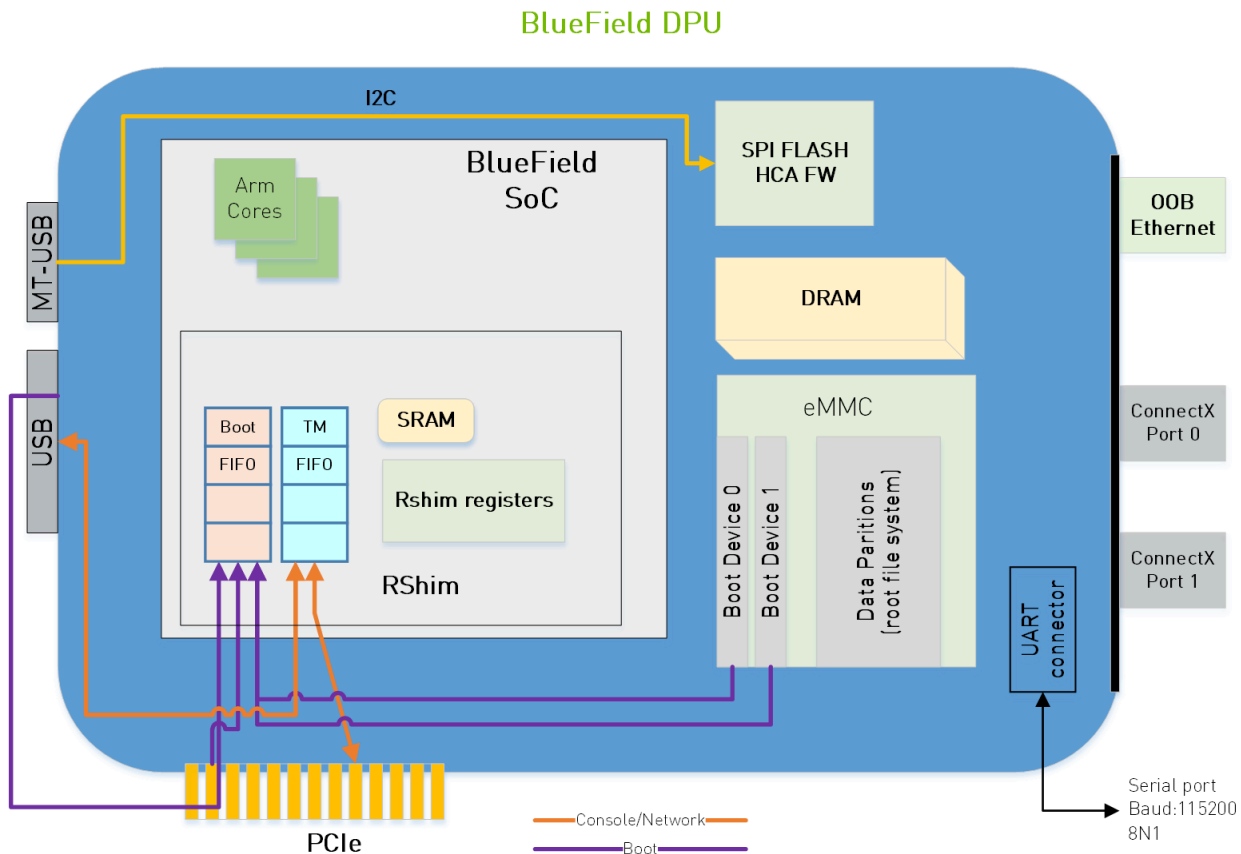 BlueField DPU
I2C
BlueField
SoC
Arm
Cores
SPI FLASH
HCA FW
OOB
Ethernet
MT-USB
DRAM
USB
eMMC
ConnectX
Port 0
Boot
FIFO
TM
FIFO
SRAM
Rshim registers
RShim
Boot Device 0
Boot Device 1
Data Paritions
(root file system)
ConnectX
Port 1
UART
connector
Serial port
Baud:115200
8N1
PCIe
Console/Network
Boot